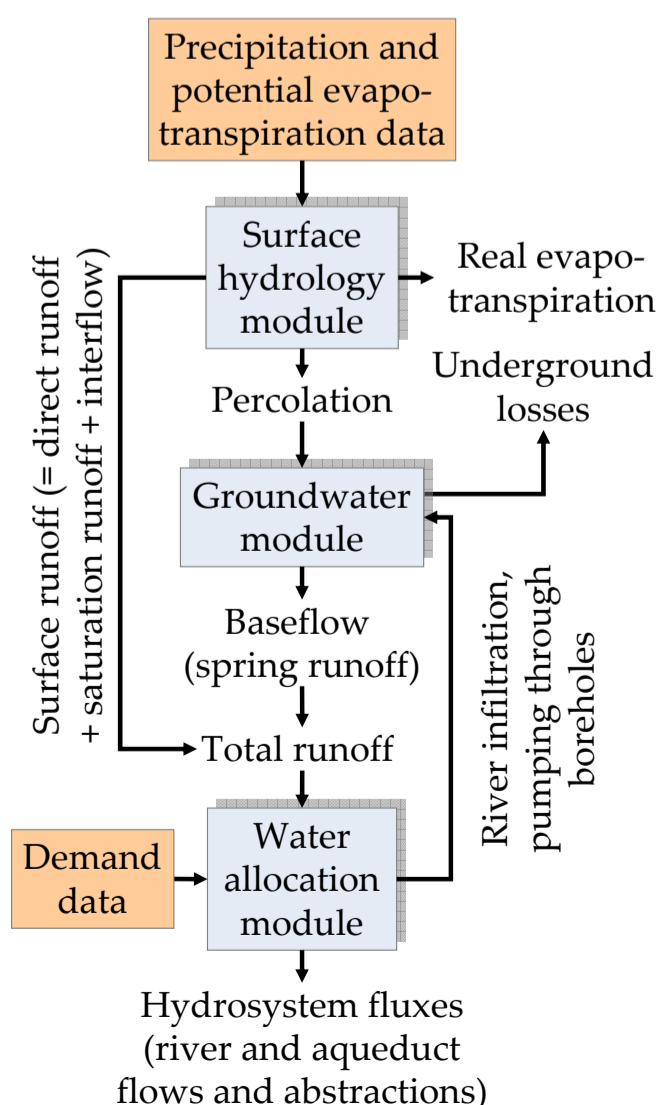 Precipitation and
potential evapo-
transpiration data
Surface
hydrology
module
Real evapo-
transpiration
Surface runoff (= direct runoff
+ saturation runoff + interflow)
Percolation
Underground
losses
Groundwater
module
Baseflow
(spring runoff)
River infiltration,
pumping through
boreholes
Total runoff
Demand
data
Water
allocation
module
Hydrosystem fluxes
(river and aqueduct
flows and abstractions)